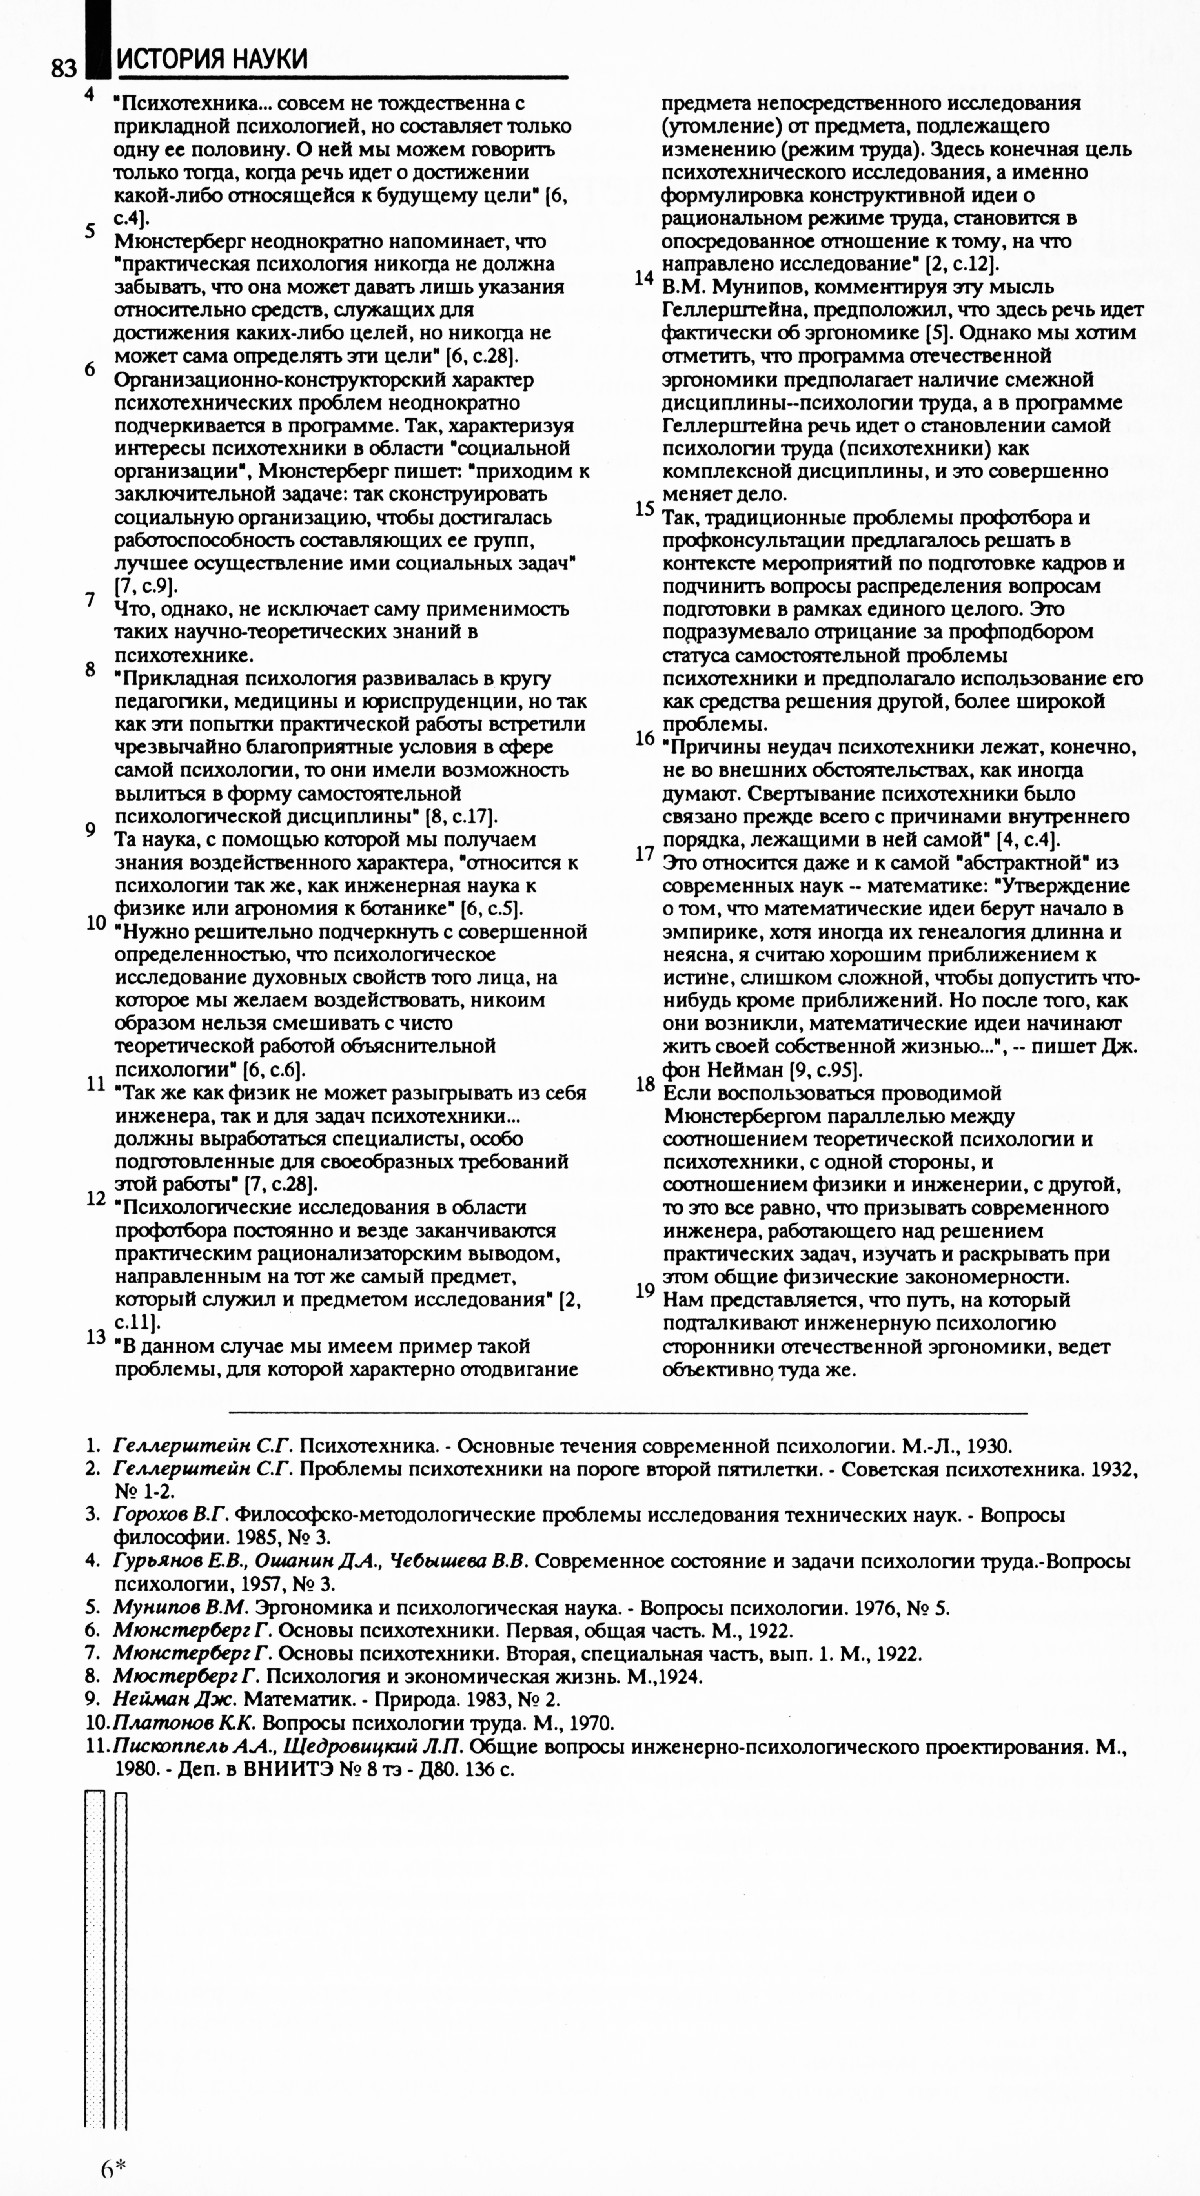 83
ИСТОРИЯ НАУКИ
4 "Психотехника... совсем не тождественна с
прикладной психологией, но составляет только
одну ее половину. О ней мы можем говорить
только тогда, когда речь идет о достижении
какой-либо относящейся к будущему цели" [6,
с.4].
5 Мюнстерберг неоднократно напоминает, что
"практическая психология никогда не должна
забывать, что она может давать лишь указания
относительно средств, служащих для
достижения каких-либо целей, но никогда не
может сама определять эти цели" [6, с.28].
6 Организационно-конструкторский характер
психотехнических проблем неоднократно
подчеркивается в программе. Так, характеризуя
интересы психотехники в области "социальной
организации", Мюнстерберг пишет: "приходим к
заключительной задаче: так сконструировать
социальную организацию, чтобы достигалась
работоспособность составляющих ее групп,
лучшее осуществление ими социальных задач"
[7, с.9].
7 Что, однако, не исключает саму применимость
таких научно-теоретических знаний в
психотехнике.
8 "Прикладная психология развивалась в кругу
педагогики, медицины и юриспруденции, но так
как эти попытки практической работы встретили
чрезвычайно благоприятные условия в сфере
самой психологии, то они имели возможность
вылиться в форму самостоятельной
психологической дисциплины" [8, с.17].
9 Та наука, с помощью которой мы получаем
знания воздейственного характера, "относится к
психологии так же, как инженерная наука к
физике или агрономия к ботанике" [6, с.5].
10 "Нужно решительно подчеркнуть с совершенной
определенностью, что психологическое
исследование духовных свойств того лица, на
которое мы желаем воздействовать, никоим
образом нельзя смешивать с чисто
теоретической работой объяснительной
психологии" [6, с.6].
11 "Так же как физик не может разыгрывать из себя
инженера, так и для задач психотехники...
должны выработаться специалисты, особо
подготовленные для своеобразных требований
этой работы" [7, с.28].
12 "Психологические исследования в области
профотбора постоянно и везде заканчиваются
практическим рационализаторским выводом,
направленным на тот же самый предмет,
который служил и предметом исследования" [2,
с.11].
13 "В данном случае мы имеем пример такой
проблемы, для которой характерно отодвигание
предмета непосредственного исследования
(утомление) от предмета, подлежащего
изменению (режим труда). Здесь конечная цель
психотехнического исследования, а именно
формулировка конструктивной идеи о
рациональном режиме труда, становится в
опосредованное отношение к тому, на что
направлено исследование" [2, с.12].
14 В.М. Мунипов, комментируя эту мысль
Геллерштейна, предположил, что здесь речь идет
фактически об эргономике [5]. Однако мы хотим
отметить, что программа отечественной
эргономики предполагает наличие смежной
дисциплины--психологии труда, а в программе
Геллерштейна речь идет о становлении самой
психологии труда (психотехники) как
комплексной дисциплины, и это совершенно
меняет дело.
15 Так, традиционные проблемы профотбора и
профконсультации предлагалось решать в
контексте мероприятий по подготовке кадров и
подчинить вопросы распределения вопросам
подготовки в рамках единого целого. Это
подразумевало отрицание за профподбором
статуса самостоятельной проблемы
психотехники и предполагало использование его
как средства решения другой, более широкой
проблемы.
16 "Причины неудач психотехники лежат, конечно,
не во внешних обстоятельствах, как иногда
думают. Свертывание психотехники было
связано прежде всего с причинами внутреннего
порядка, лежащими в ней самой" [4, с.4].
17 Это относится даже и к самой "абстрактной" из
современных наук -- математике: "Утверждение
о том, что математические идеи берут начало в
эмпирике, хотя иногда их генеалогия длинна и
неясна, я считаю хорошим приближением к
истине, слишком сложной, чтобы допустить что-
нибудь кроме приближений. Но после того, как
они возникли, математические идеи начинают
жить своей собственной жизнью...", -- пишет Дж.
фон Нейман [9, с.95].
18 Если воспользоваться проводимой
Мюнстербергом параллелью между
соотношением теоретической психологии и
психотехники, с одной стороны, и
соотношением физики и инженерии, с другой,
то это все равно, что призывать современного
инженера, работающего над решением
практических задач, изучать и раскрывать при
этом общие физические закономерности.
19 Нам представляется, что путь, на который
подталкивают инженерную психологию
сторонники отечественной эргономики, ведет
объективно туда же.
1. Геллерштейн С.Г. Психотехника. - Основные течения современной психологии. М.-Л., 1930.
2. Геллерштейн С.Г. Проблемы психотехники на пороге второй пятилетки. - Советская психотехника. 1932,
№ 1-2.
3. Горохов В.Г. Философско-методологические проблемы исследования технических наук. - Вопросы
философии. 1985, № 3.
4. Гурьянов Е.В., Ошанин Д.А., Чебышева В.В. Современное состояние и задачи психологии труда.-Вопросы
психологии, 1957, № 3.
5. Мунипов В.М. Эргономика и психологическая наука. - Вопросы психологии. 1976, № 5.
6. Мюнстерберг Г. Основы психотехники. Первая, общая часть. М., 1922.
7. Мюнстерберг Г. Основы психотехники. Вторая, специальная часть, вып. 1. М., 1922.
8. Мюстерберг Г. Психология и экономическая жизнь. М.,1924.
9. Нейман Дж. Математик. - Природа. 1983, № 2.
10.Платонов К.К. Вопросы психологии труда. М., 1970.
11.Пископпель А.А., Щедровицкий Л.П. Общие вопросы инженерно-психологического проектирования. М.,
1980. - Деп. в ВНИИТЭ № 8 тэ - Д80. 136 с.
6*